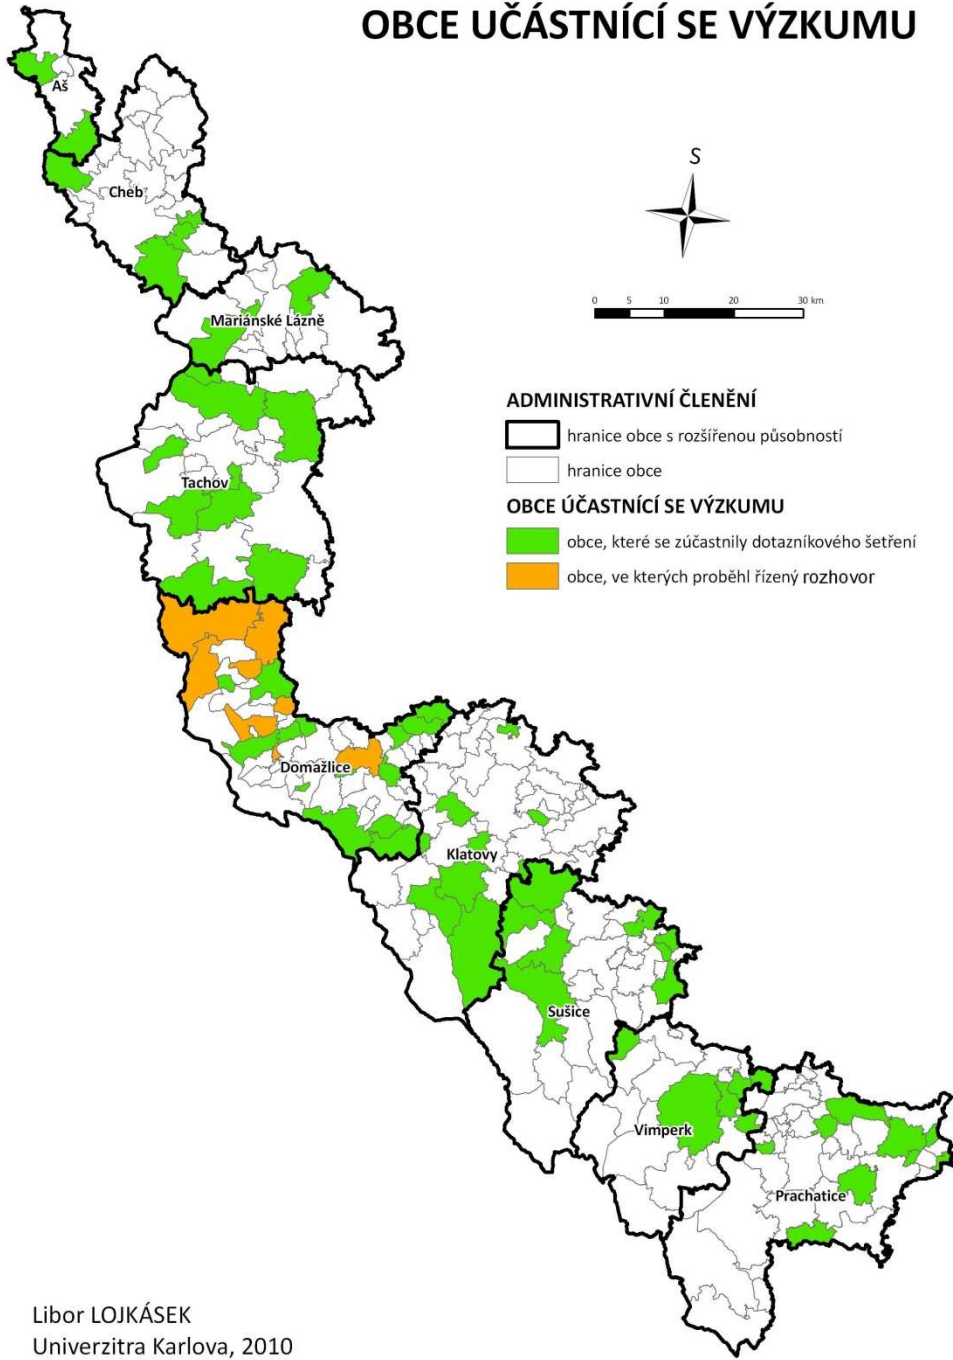 OBCE UČÁSTNÍCÍ SE VÝZKUMU
Aš
Cheb
S
0 5 10 20 30 km
Mariánské Lázně
ADMINISTRATIVNÍ ČLENĚNÍ
hranice obce s rozšířenou působností
hranice obce
Tachov
OBCE ÚČASTNÍCÍ SE VÝZKUMU
obce, které se zúčastnily dotazníkového šetření
obce, ve kterých proběhl řízený rozhovor
Domažlice
Klatovy
Sušice
Vimperk
Prachatice
Libor LOJKÁSEK
Univerzitra Karlova, 2010